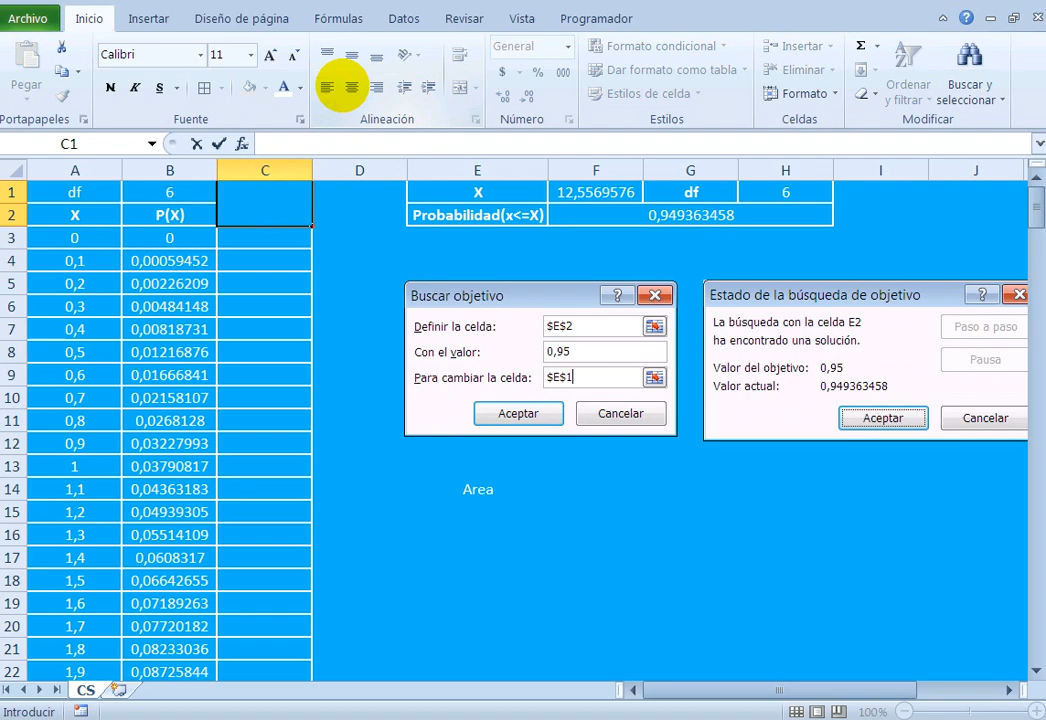 Archivo Inicio Insertar Diseño de página Fórmulas Datos Revisar Vista Programador
Pegar
Portapapeles
Calibri 11
N K S
A A A
Fuente
Alineación
General
$ % 000
Número
Formato condicional
Dar formato como tabla
Estilos de celda
Estilos
Insertar
Eliminar
Formato
Celdas
Σ
Ordenar
y filtrar
Buscar y
seleccionar
Modificar
C1 fx
A B C D E F G H I J
1 df 6 X 12,5569576 df 6
2 X P(X) Probabilidad(x<=X) 0,949363458
3 0 0
4 0,1 0,00059452
5 0,2 0,00226209
6 0,3 0,00484148
7 0,4 0,00818731
8 0,5 0,01216876
9 0,6 0,01666841
10 0,7 0,02158107
11 0,8 0,0268128
12 0,9 0,03227993
13 1 0,03790817
14 1,1 0,04363183
15 1,2 0,04939305
16 1,3 0,05514109
17 1,4 0,0608317
18 1,5 0,06642655
19 1,6 0,07189263
20 1,7 0,07720182
21 1,8 0,08233036
22 1,9 0,08725844
Buscar objetivo
Definir la celda: $E$2
Con el valor: 0,95
Para cambiar la celda: $E$1
Aceptar Cancelar
Estado de la búsqueda de objetivo
La búsqueda con la celda E2
ha encontrado una solución.
Valor del objetivo: 0,95
Valor actual: 0,949363458
Paso a paso
Pausa
Aceptar Cancelar
Area
CS
Introducir 100%